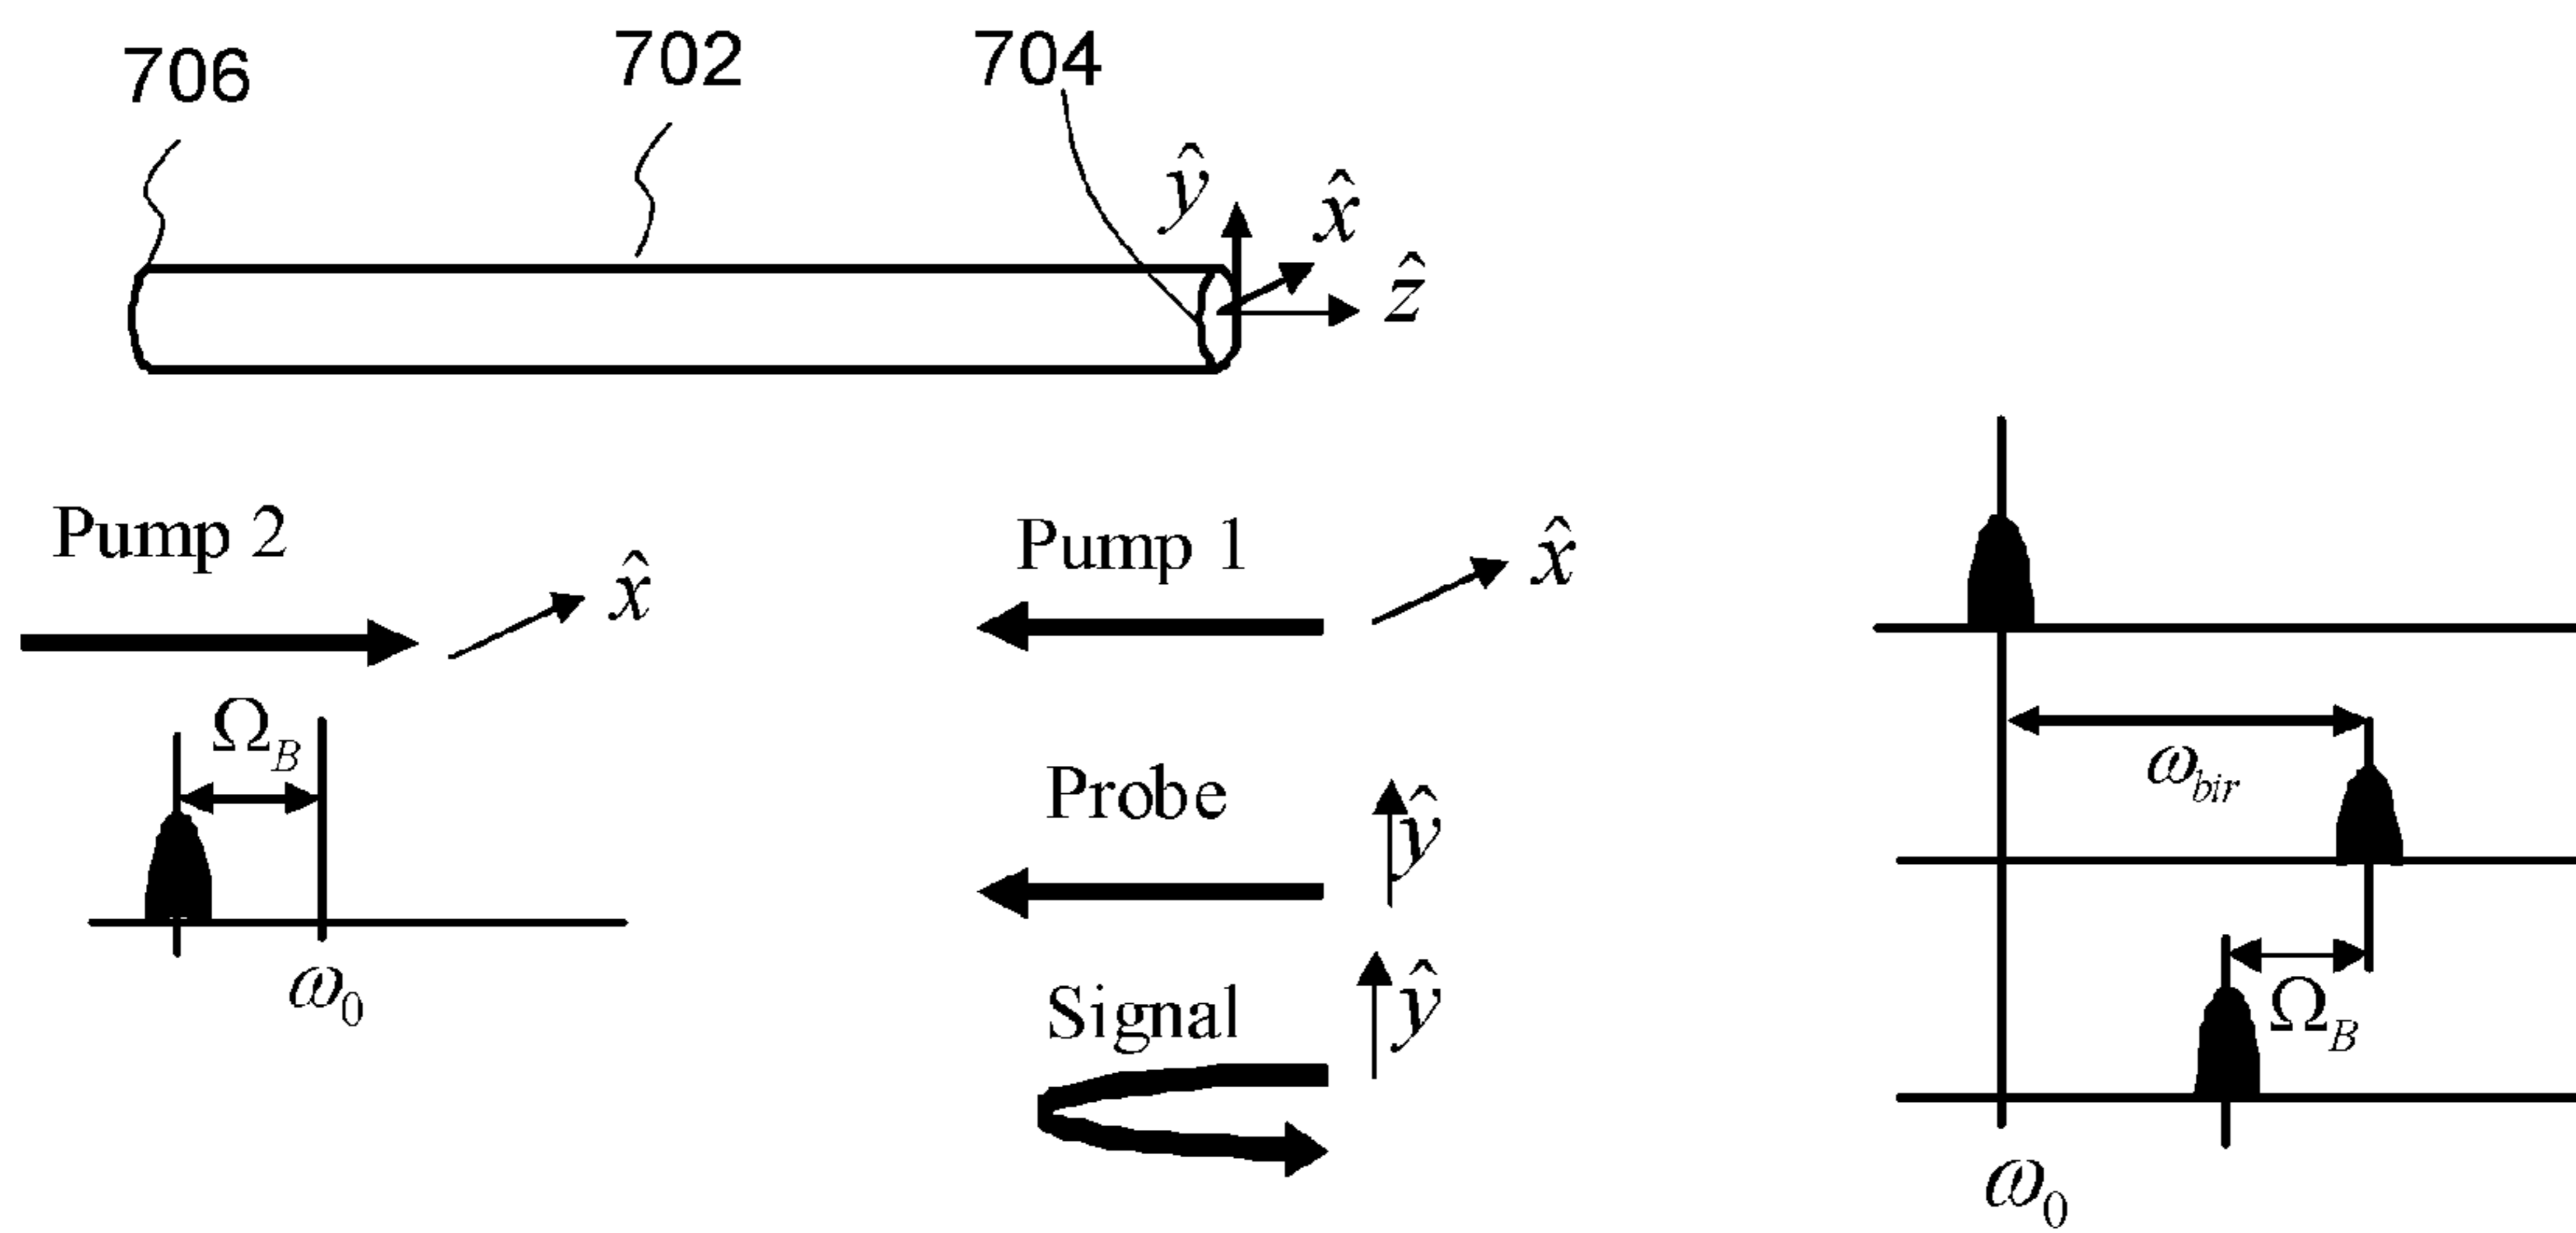 706
702
704
ŷ
x̂
ẑ
Pump 2
x̂
Pump 1
x̂
Ω_B
ω_0
Probe
ŷ
Signal
ŷ
ω_bir
Ω_B
ω_0